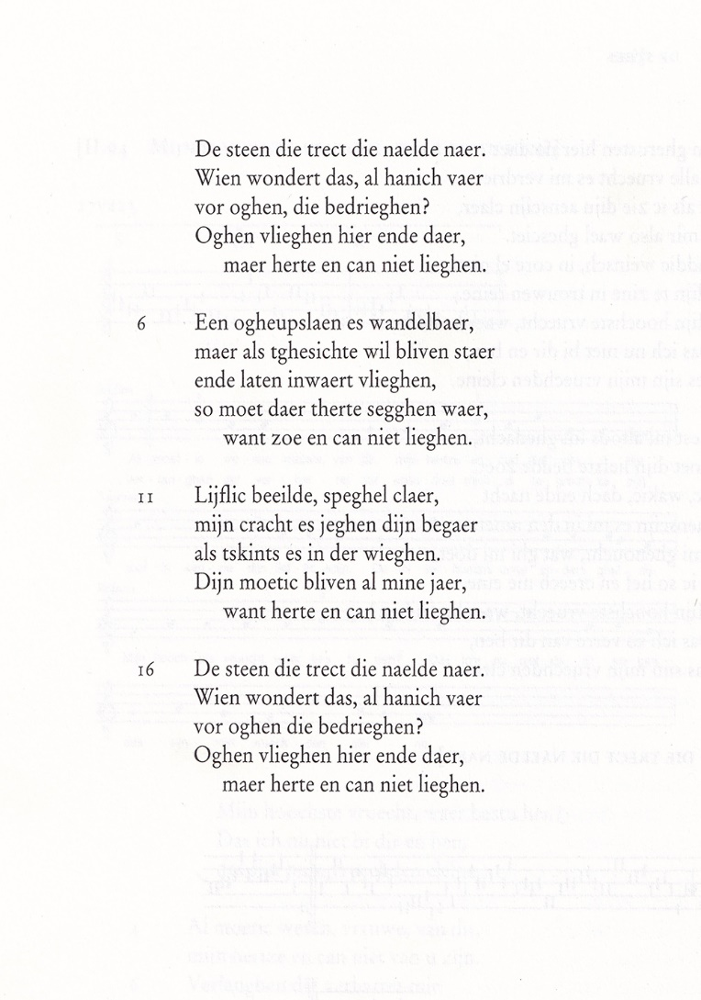 De steen die trect die naelde naer.
Wien wondert das, al hanich vaer
vor oghen, die bedrieghen?
Oghen vlieghen hier ende daer,
maer herte en can niet lieghen.
6 Een ogheupslaen es wandelbaer,
maer als tghesichte wil bliven staer
ende laten inwaert vlieghen,
so moet daer therte segghen waer,
want zoe en can niet lieghen.
11 Lijflic beeilde, speghel claer,
mijn cracht es jeghen dijn begaer
als tskints es in der wieghen.
Dijn moetic bliven al mine jaer,
want herte en can niet lieghen.
16 De steen die trect die naelde naer.
Wien wondert das, al hanich vaer
vor oghen die bedrieghen?
Oghen vlieghen hier ende daer,
maer herte en can niet lieghen.